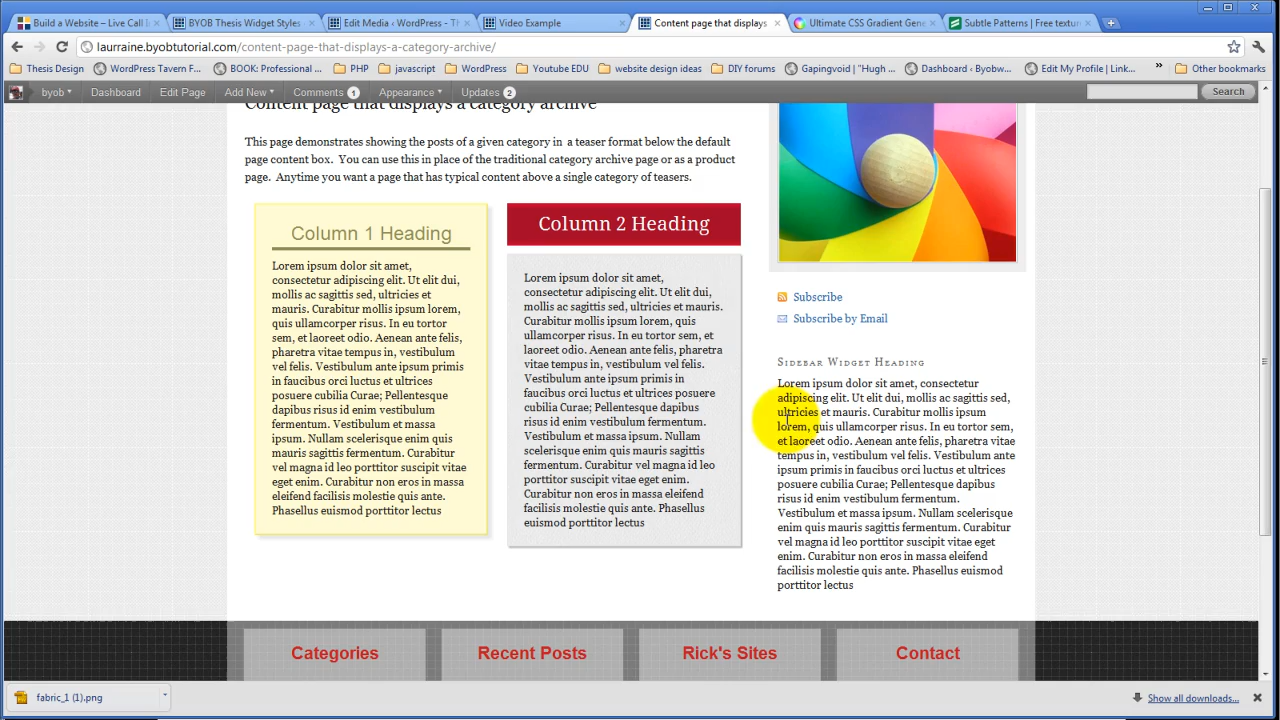 Build a Website – Live Call I
BYOB Thesis Widget Styles
Edit Media ‹ WordPress - Th
Video Example
Content page that displays
Ultimate CSS Gradient Gene
Subtle Patterns | Free textur
laurraine.byobtutorial.com/content-page-that-displays-a-category-archive/
Thesis Design
WordPress Tavern F...
BOOK: Professional ...
PHP
javascript
WordPress
Youtube EDU
website design ideas
DIY forums
Gapingvoid | "Hugh ...
Dashboard ‹ Byobw...
Edit My Profile | Link...
»
Other bookmarks
byob
Dashboard
Edit Page
Add New
Comments 1
Appearance
Updates 2
Search
Content page that displays a category archive
This page demonstrates showing the posts of a given category in a teaser format below the default
page content box. You can use this in place of the traditional category archive page or as a product
page. Anytime you want a page that has typical content above a single category of teasers.
Column 1 Heading
Lorem ipsum dolor sit amet,
consectetur adipiscing elit. Ut elit dui,
mollis ac sagittis sed, ultricies et
mauris. Curabitur mollis ipsum lorem,
quis ullamcorper risus. In eu tortor
sem, et laoreet odio. Aenean ante felis,
pharetra vitae tempus in, vestibulum
vel felis. Vestibulum ante ipsum primis
in faucibus orci luctus et ultrices
posuere cubilia Curae; Pellentesque
dapibus risus id enim vestibulum
fermentum. Vestibulum et massa
ipsum. Nullam scelerisque enim quis
mauris sagittis fermentum. Curabitur
vel magna id leo porttitor suscipit vitae
eget enim. Curabitur non eros in massa
eleifend facilisis molestie quis ante.
Phasellus euismod porttitor lectus
Column 2 Heading
Lorem ipsum dolor sit amet,
consectetur adipiscing elit. Ut elit dui,
mollis ac sagittis sed, ultricies et mauris.
Curabitur mollis ipsum lorem, quis
ullamcorper risus. In eu tortor sem, et
laoreet odio. Aenean ante felis, pharetra
vitae tempus in, vestibulum vel felis.
Vestibulum ante ipsum primis in
faucibus orci luctus et ultrices posuere
cubilia Curae; Pellentesque dapibus
risus id enim vestibulum fermentum.
Vestibulum et massa ipsum. Nullam
scelerisque enim quis mauris sagittis
fermentum. Curabitur vel magna id leo
porttitor suscipit vitae eget enim.
Curabitur non eros in massa eleifend
facilisis molestie quis ante. Phasellus
euismod porttitor lectus
Subscribe
Subscribe by Email
Sidebar Widget Heading
Lorem ipsum dolor sit amet, consectetur
adipiscing elit. Ut elit dui, mollis ac sagittis sed,
ultricies et mauris. Curabitur mollis ipsum
lorem, quis ullamcorper risus. In eu tortor sem,
et laoreet odio. Aenean ante felis, pharetra vitae
tempus in, vestibulum vel felis. Vestibulum ante
ipsum primis in faucibus orci luctus et ultrices
posuere cubilia Curae; Pellentesque dapibus
risus id enim vestibulum fermentum.
Vestibulum et massa ipsum. Nullam scelerisque
enim quis mauris sagittis fermentum. Curabitur
vel magna id leo porttitor suscipit vitae eget
enim. Curabitur non eros in massa eleifend
facilisis molestie quis ante. Phasellus euismod
porttitor lectus
Categories
Recent Posts
Rick's Sites
Contact
fabric_1 (1).png
Show all downloads...